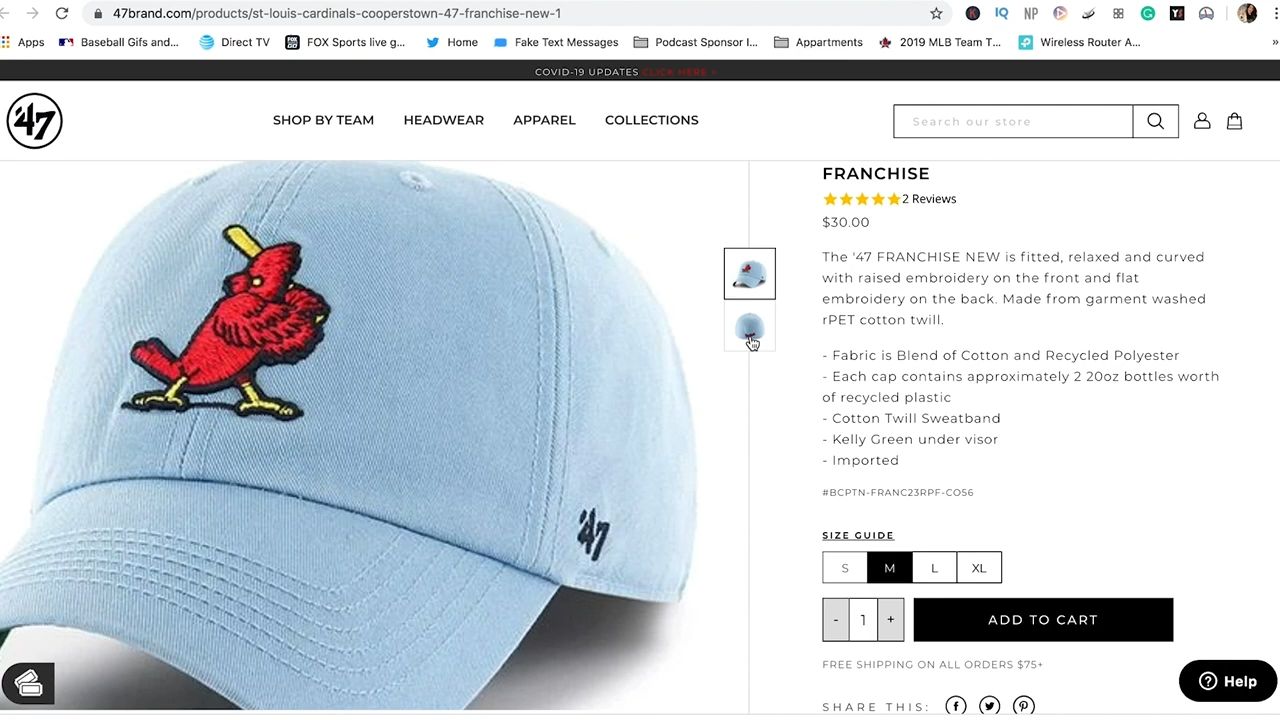 47brand.com/products/st-louis-cardinals-cooperstown-47-franchise-new-1
IQ NP
Apps Baseball Gifs and... Direct TV FOX Sports live g... Home Fake Text Messages Podcast Sponsor I... Appartments 2019 MLB Team T... Wireless Router A... »
COVID-19 UPDATES CLICK HERE >
'47
SHOP BY TEAM HEADWEAR APPAREL COLLECTIONS
Search our store
FRANCHISE
2 Reviews
$30.00
The '47 FRANCHISE NEW is fitted, relaxed and curved
with raised embroidery on the front and flat
embroidery on the back. Made from garment washed
rPET cotton twill.
- Fabric is Blend of Cotton and Recycled Polyester
- Each cap contains approximately 2 20oz bottles worth
of recycled plastic
- Cotton Twill Sweatband
- Kelly Green under visor
- Imported
#BCPTN-FRANC23RPF-CO56
'47
SIZE GUIDE
S M L XL
- 1 + ADD TO CART
FREE SHIPPING ON ALL ORDERS $75+
Help
SHARE THIS: